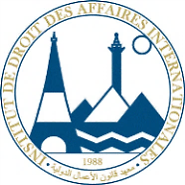 · INSTITUT DE DROIT DES AFFAIRES INTERNATIONALES ·
1988
معهد قانون الأعمال الدولية